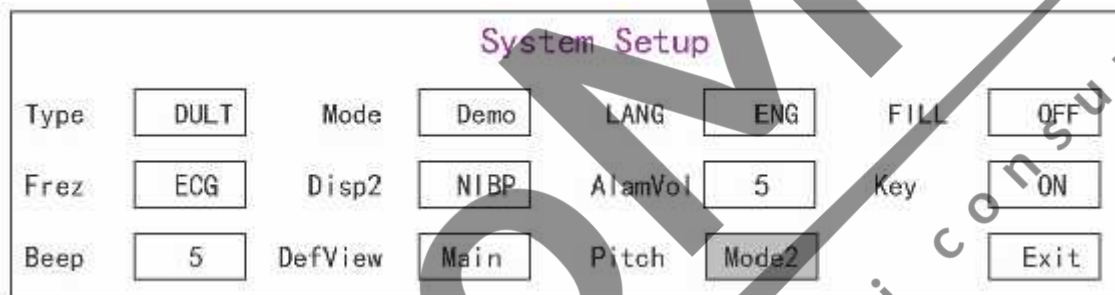 System Setup
Type DULT Mode Demo LANG ENG FILL OFF
Frez ECG Disp2 NIBP AlamVol 5 Key ON
Beep 5 DefView Main Pitch Mode2 Exit